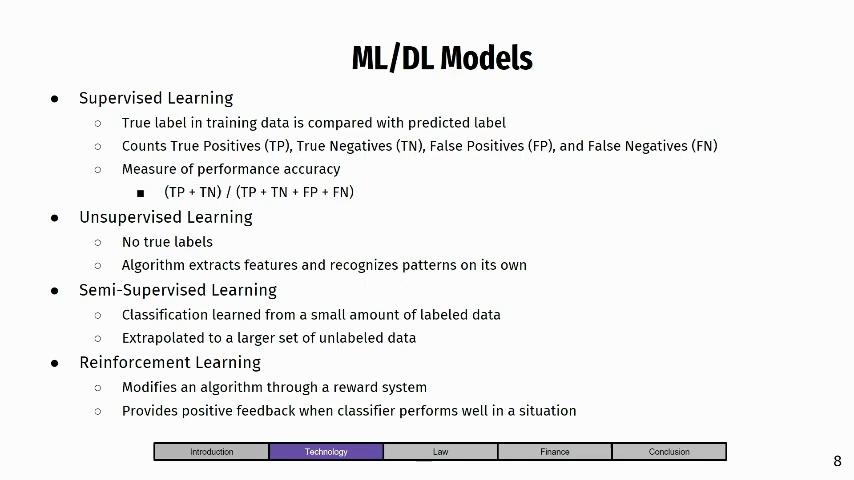 ML/DL Models
● Supervised Learning
○ True label in training data is compared with predicted label
○ Counts True Positives (TP), True Negatives (TN), False Positives (FP), and False Negatives (FN)
○ Measure of performance accuracy
■ (TP + TN) / (TP + TN + FP + FN)
● Unsupervised Learning
○ No true labels
○ Algorithm extracts features and recognizes patterns on its own
● Semi-Supervised Learning
○ Classification learned from a small amount of labeled data
○ Extrapolated to a larger set of unlabeled data
● Reinforcement Learning
○ Modifies an algorithm through a reward system
○ Provides positive feedback when classifier performs well in a situation
Introduction Technology Law Finance Conclusion
8